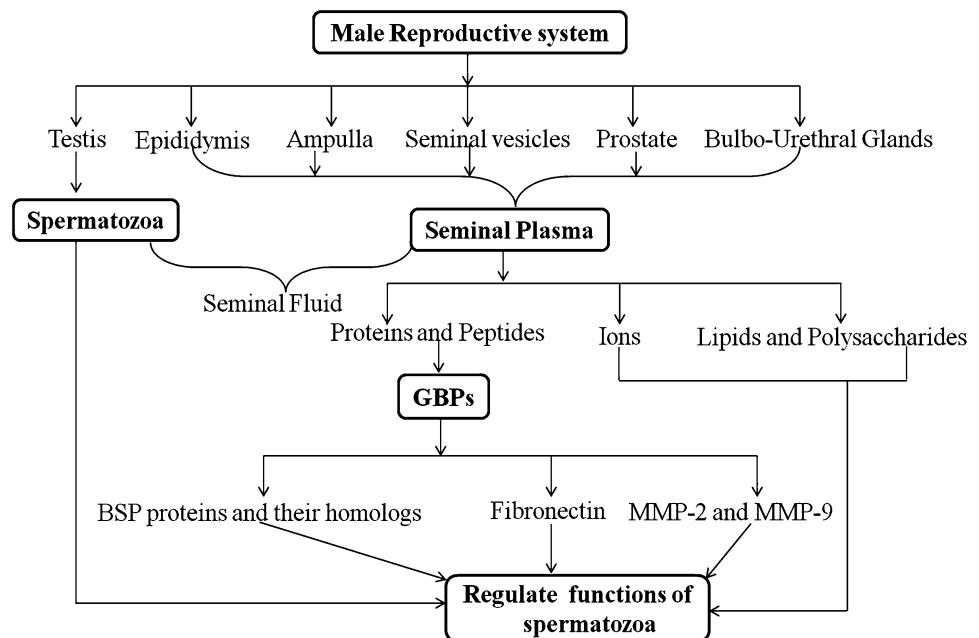 Male Reproductive system
Testis
Epididymis
Ampulla
Seminal vesicles
Prostate
Bulbo-Urethral Glands
Spermatozoa
Seminal Plasma
Seminal Fluid
Proteins and Peptides
Ions
Lipids and Polysaccharides
GBPs
BSP proteins and their homologs
Fibronectin
MMP-2 and MMP-9
Regulate functions of
spermatozoa